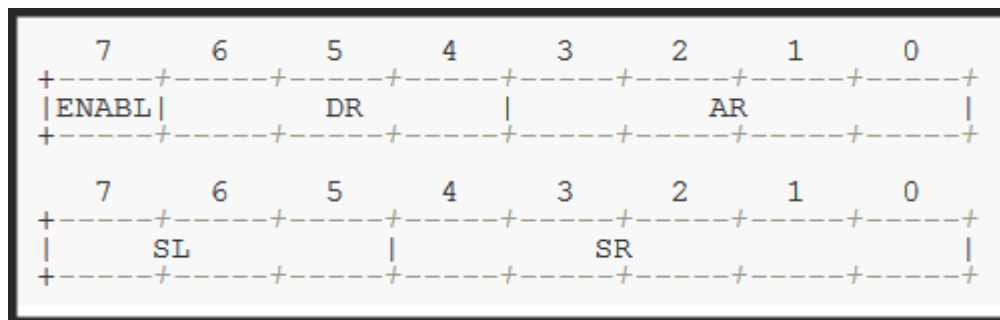 7     6     5     4     3     2     1     0
+-----+-----+-----+-----+-----+-----+-----+-----+
|ENABL|        DR       |          AR           |
+-----+-----+-----+-----+-----+-----+-----+-----+
   7     6     5     4     3     2     1     0
+-----+-----+-----+-----+-----+-----+-----+-----+
|     SL          |          SR                 |
+-----+-----+-----+-----+-----+-----+-----+-----+